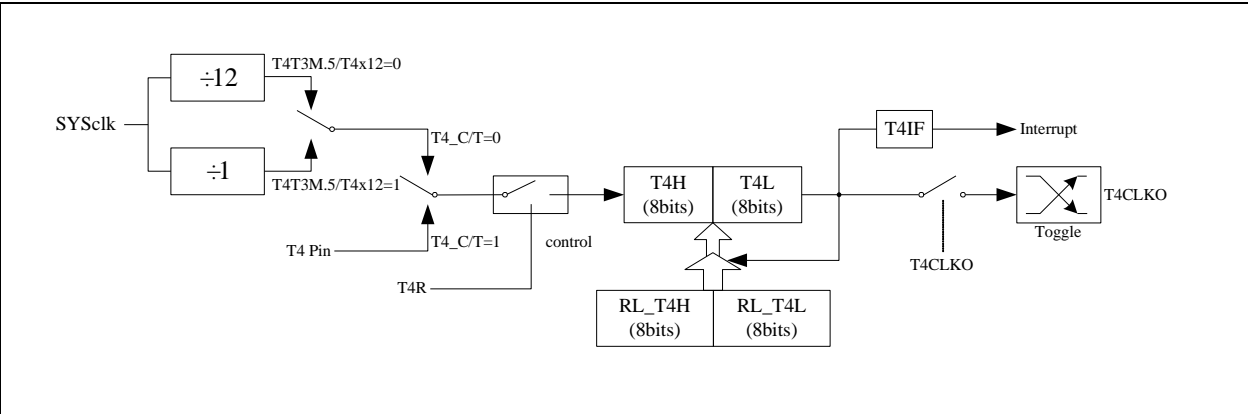 ÷12
T4T3M.5/T4x12=0
SYSclk
÷1
T4T3M.5/T4x12=1
T4_C/T=0
T4_C/T=1
T4 Pin
T4R
control
T4H
(8bits)
T4L
(8bits)
RL_T4H
(8bits)
RL_T4L
(8bits)
T4IF
Interrupt
T4CLKO
Toggle
T4CLKO